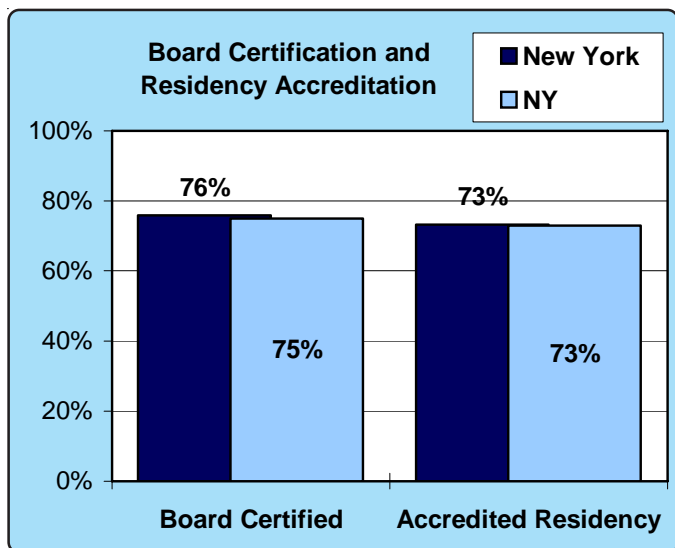 Board Certification and
Residency Accreditation
New York
NY
100%
80%
60%
40%
20%
0%
76%
75%
73%
73%
Board Certified
Accredited Residency